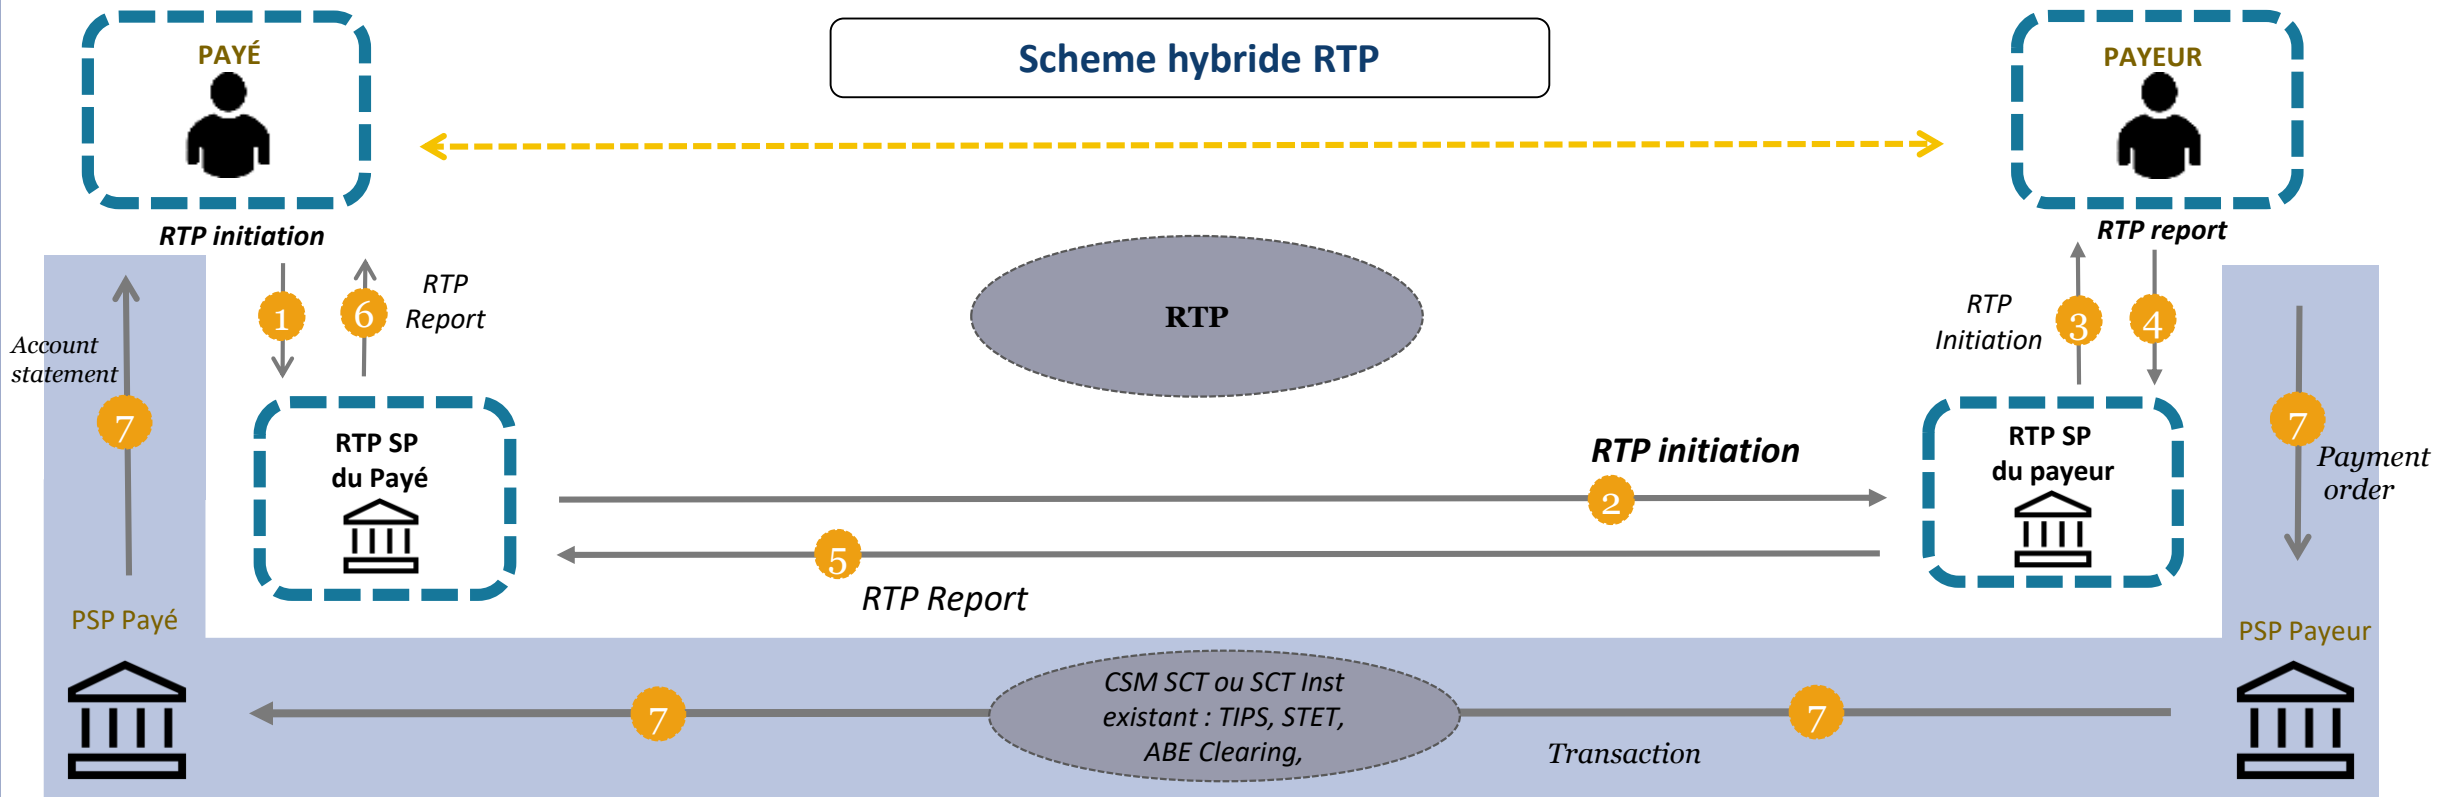 Scheme hybride RTP
PAYÉ
PAYEUR
RTP initiation
RTP report
1
6
RTP
Report
RTP
RTP
Initiation
3
4
Account
statement
7
7
Payment
order
RTP SP
du Payé
RTP SP
du payeur
RTP initiation
2
5
RTP Report
PSP Payé
PSP Payeur
7
CSM SCT ou SCT Inst
existant : TIPS, STET,
ABE Clearing,
7
Transaction